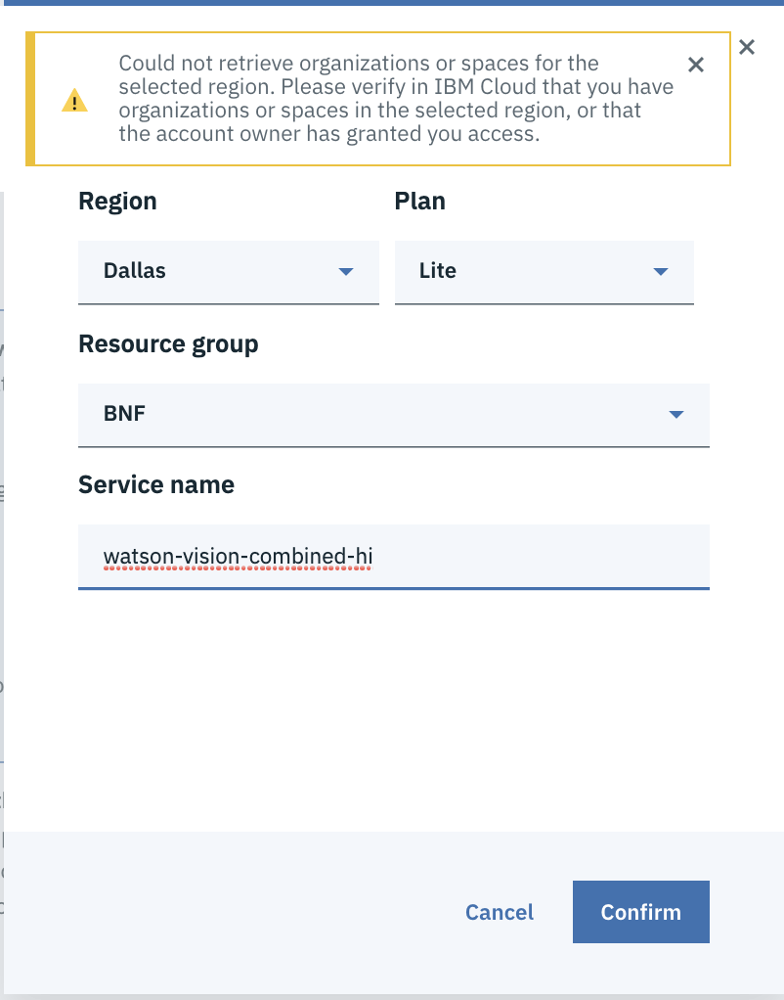 Could not retrieve organizations or spaces for the
selected region. Please verify in IBM Cloud that you have
organizations or spaces in the selected region, or that
the account owner has granted you access.
Region
Plan
Dallas
Lite
Resource group
BNF
Service name
watson-vision-combined-hi
Cancel
Confirm